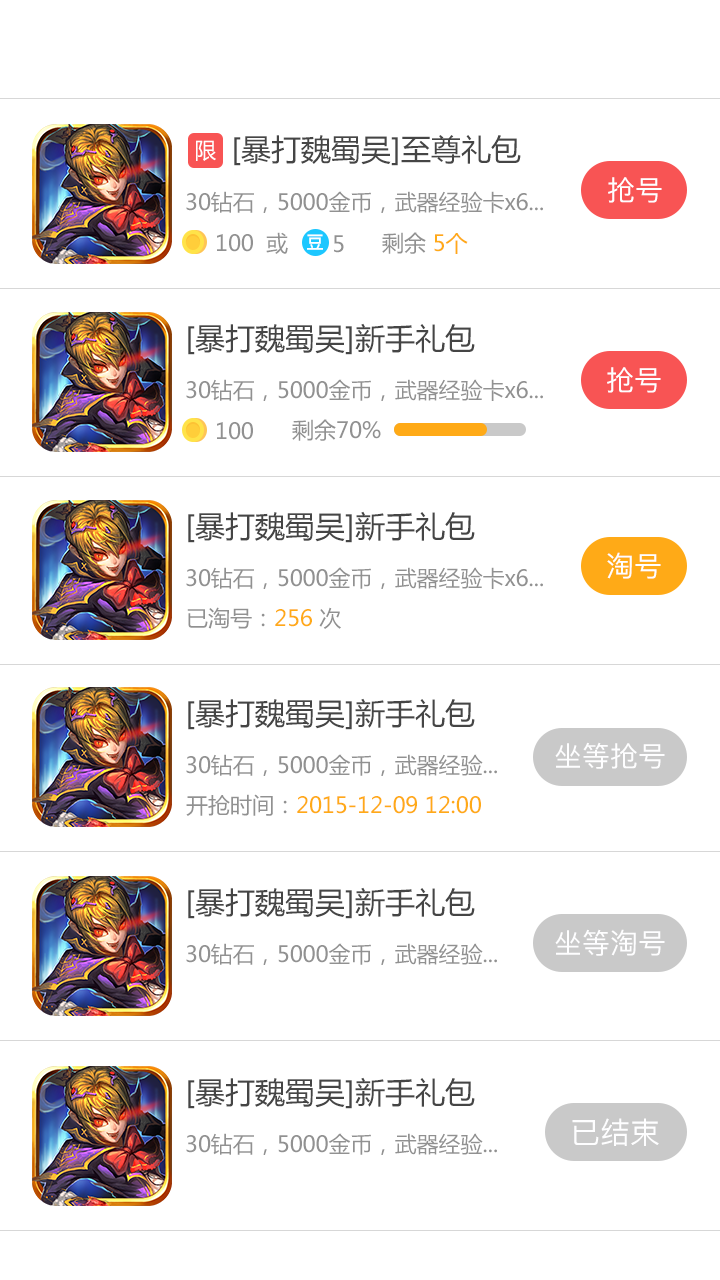 限 [暴打魏蜀吴]至尊礼包
30钻石，5000金币，武器经验卡x6...
100 或 豆 5 剩余 5个
抢号
[暴打魏蜀吴]新手礼包
30钻石，5000金币，武器经验卡x6...
100 剩余70%
抢号
[暴打魏蜀吴]新手礼包
30钻石，5000金币，武器经验卡x6...
已淘号：256 次
淘号
[暴打魏蜀吴]新手礼包
30钻石，5000金币，武器经验...
开抢时间：2015-12-09 12:00
坐等抢号
[暴打魏蜀吴]新手礼包
30钻石，5000金币，武器经验...
坐等淘号
[暴打魏蜀吴]新手礼包
30钻石，5000金币，武器经验...
已结束